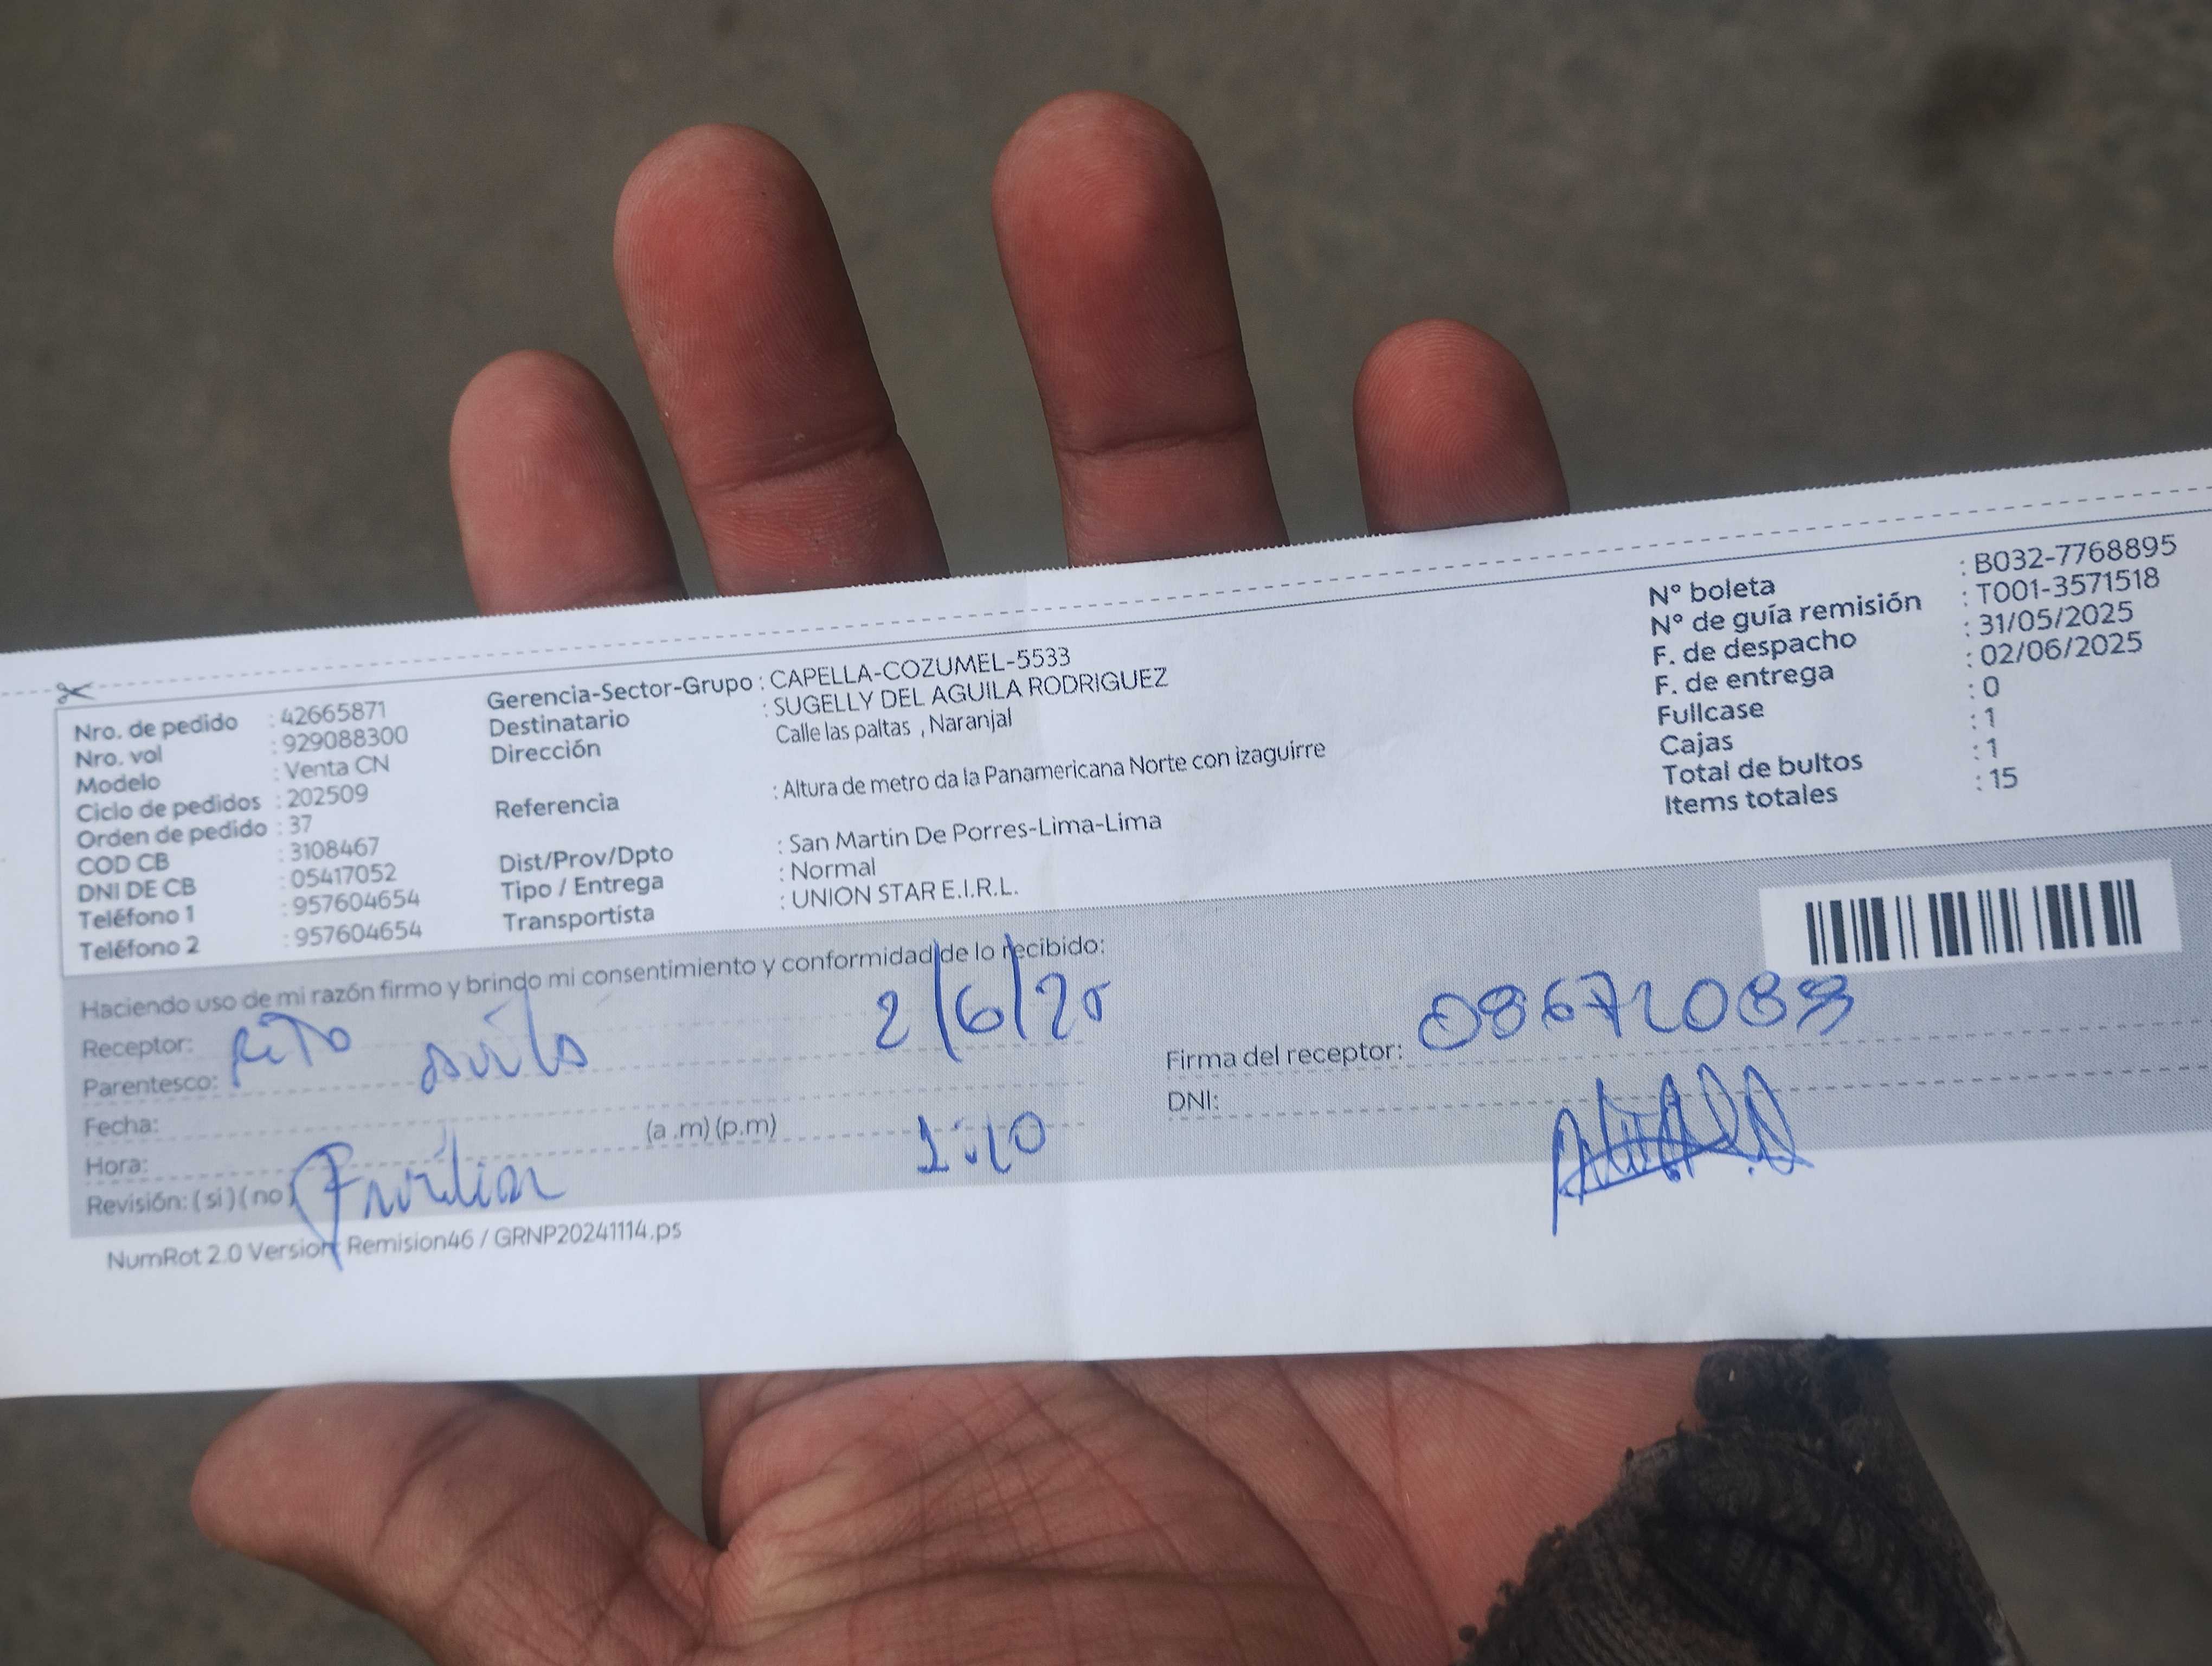 Nro. de pedido : 42665871
Nro. vol : 929088300
Modelo : Venta CN
Ciclo de pedidos : 202509
Orden de pedido : 37
COD CB : 3108467
DNI DE CB : 05417052
Teléfono 1 : 957604654
Teléfono 2 : 957604654
Gerencia-Sector-Grupo : CAPELLA-COZUMEL-5533
Destinatario : SUGELLY DEL AGUILA RODRIGUEZ
Dirección Calle las paltas , Naranjal
Referencia : Altura de metro da la Panamericana Norte con izaguirre
Dist/Prov/Dpto : San Martin De Porres-Lima-Lima
Tipo / Entrega : Normal
Transportista : UNION STAR E.I.R.L.
N° boleta : B032-7768895
N° de guía remisión : T001-3571518
F. de despacho : 31/05/2025
F. de entrega : 02/06/2025
Fullcase : 0
Cajas : 1
Total de bultos : 1
Items totales : 15
Haciendo uso de mi razón firmo y brindo mi consentimiento y conformidad de lo recibido:
Receptor:
Parentesco:
2/6/25
Fecha:
Hora: (a .m) (p.m) 1:10
Revisión: ( si ) ( no )
Firma del receptor:
DNI:
NumRot 2.0 Version Remision46 / GRNP20241114.ps